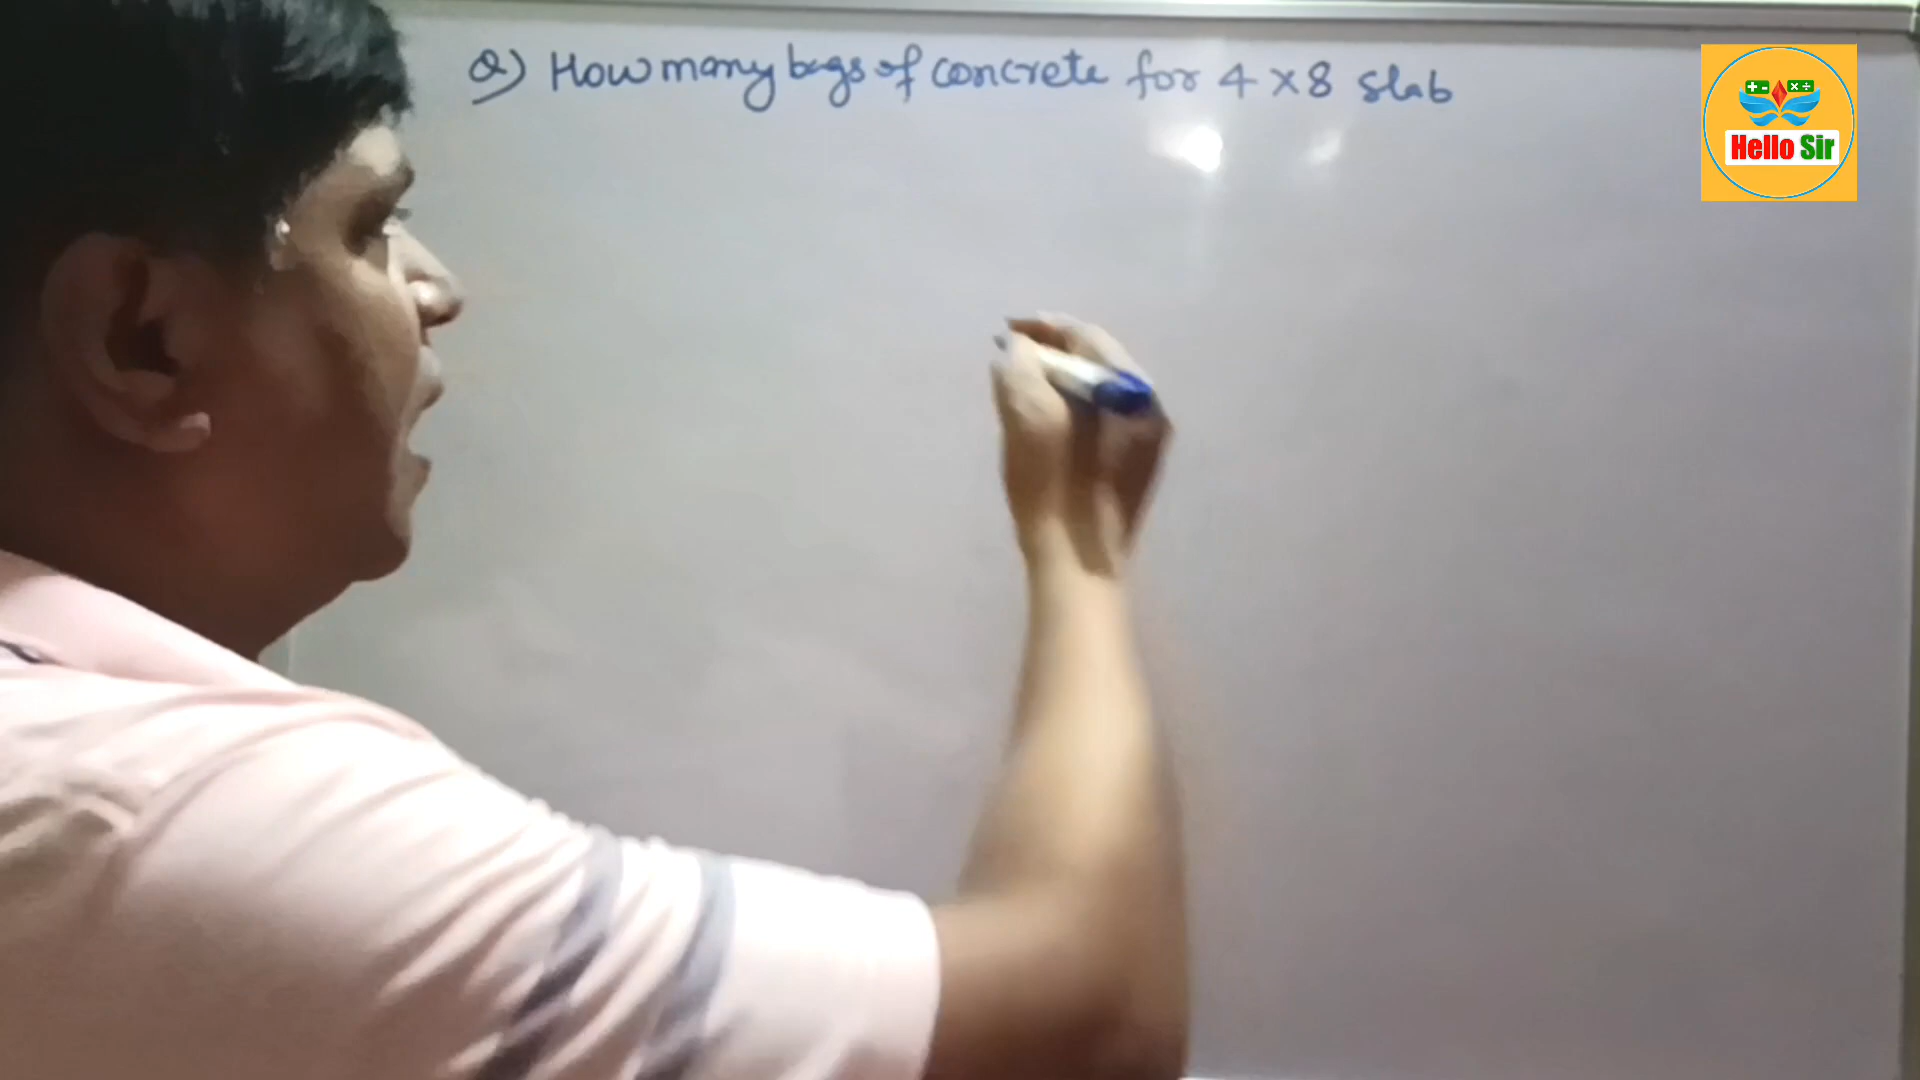 Q) How many bags of concrete for 4 x 8 slab
+ - x ÷
Hello Sir